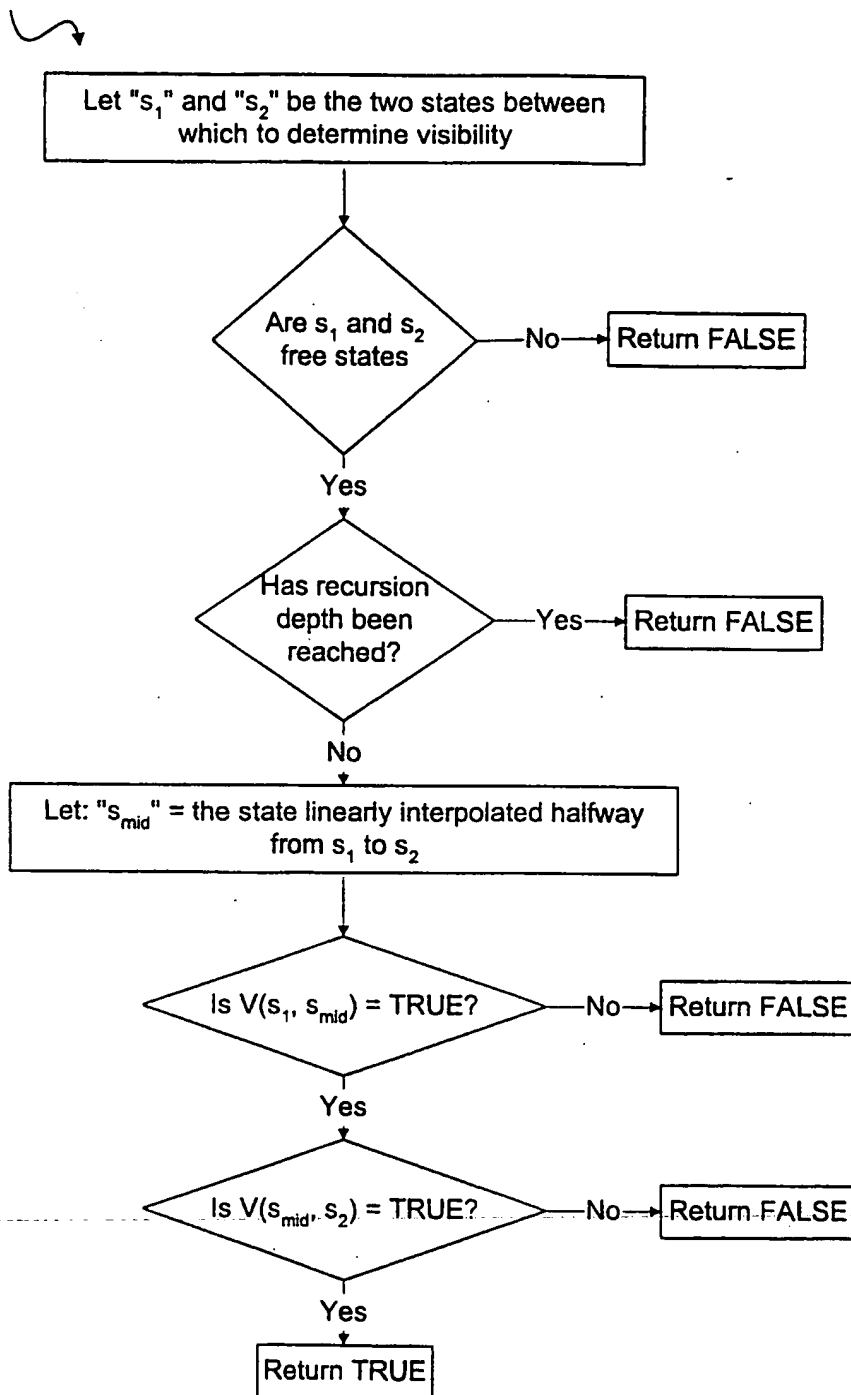 Let "s₁" and "s₂" be the two states between
which to determine visibility
Are s₁ and s₂
free states
No
Return FALSE
Yes
Has recursion
depth been
reached?
Yes
Return FALSE
No
Let: "s_mid" = the state linearly interpolated halfway
from s₁ to s₂
Is V(s₁, s_mid) = TRUE?
No
Return FALSE
Yes
Is V(s_mid, s₂) = TRUE?
No
Return FALSE
Yes
Return TRUE